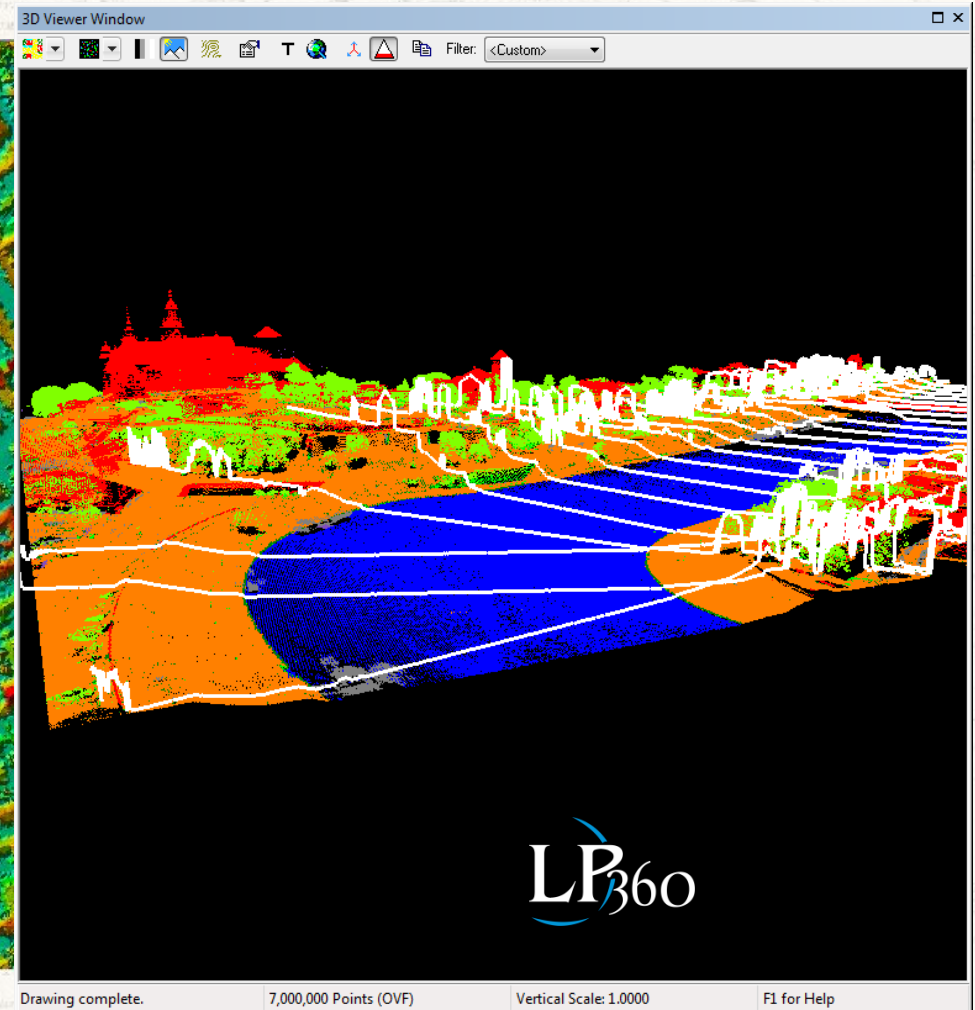 3D Viewer Window
T Filter: <Custom>
LP360
Drawing complete. 7,000,000 Points (OVF) Vertical Scale: 1.0000 F1 for Help